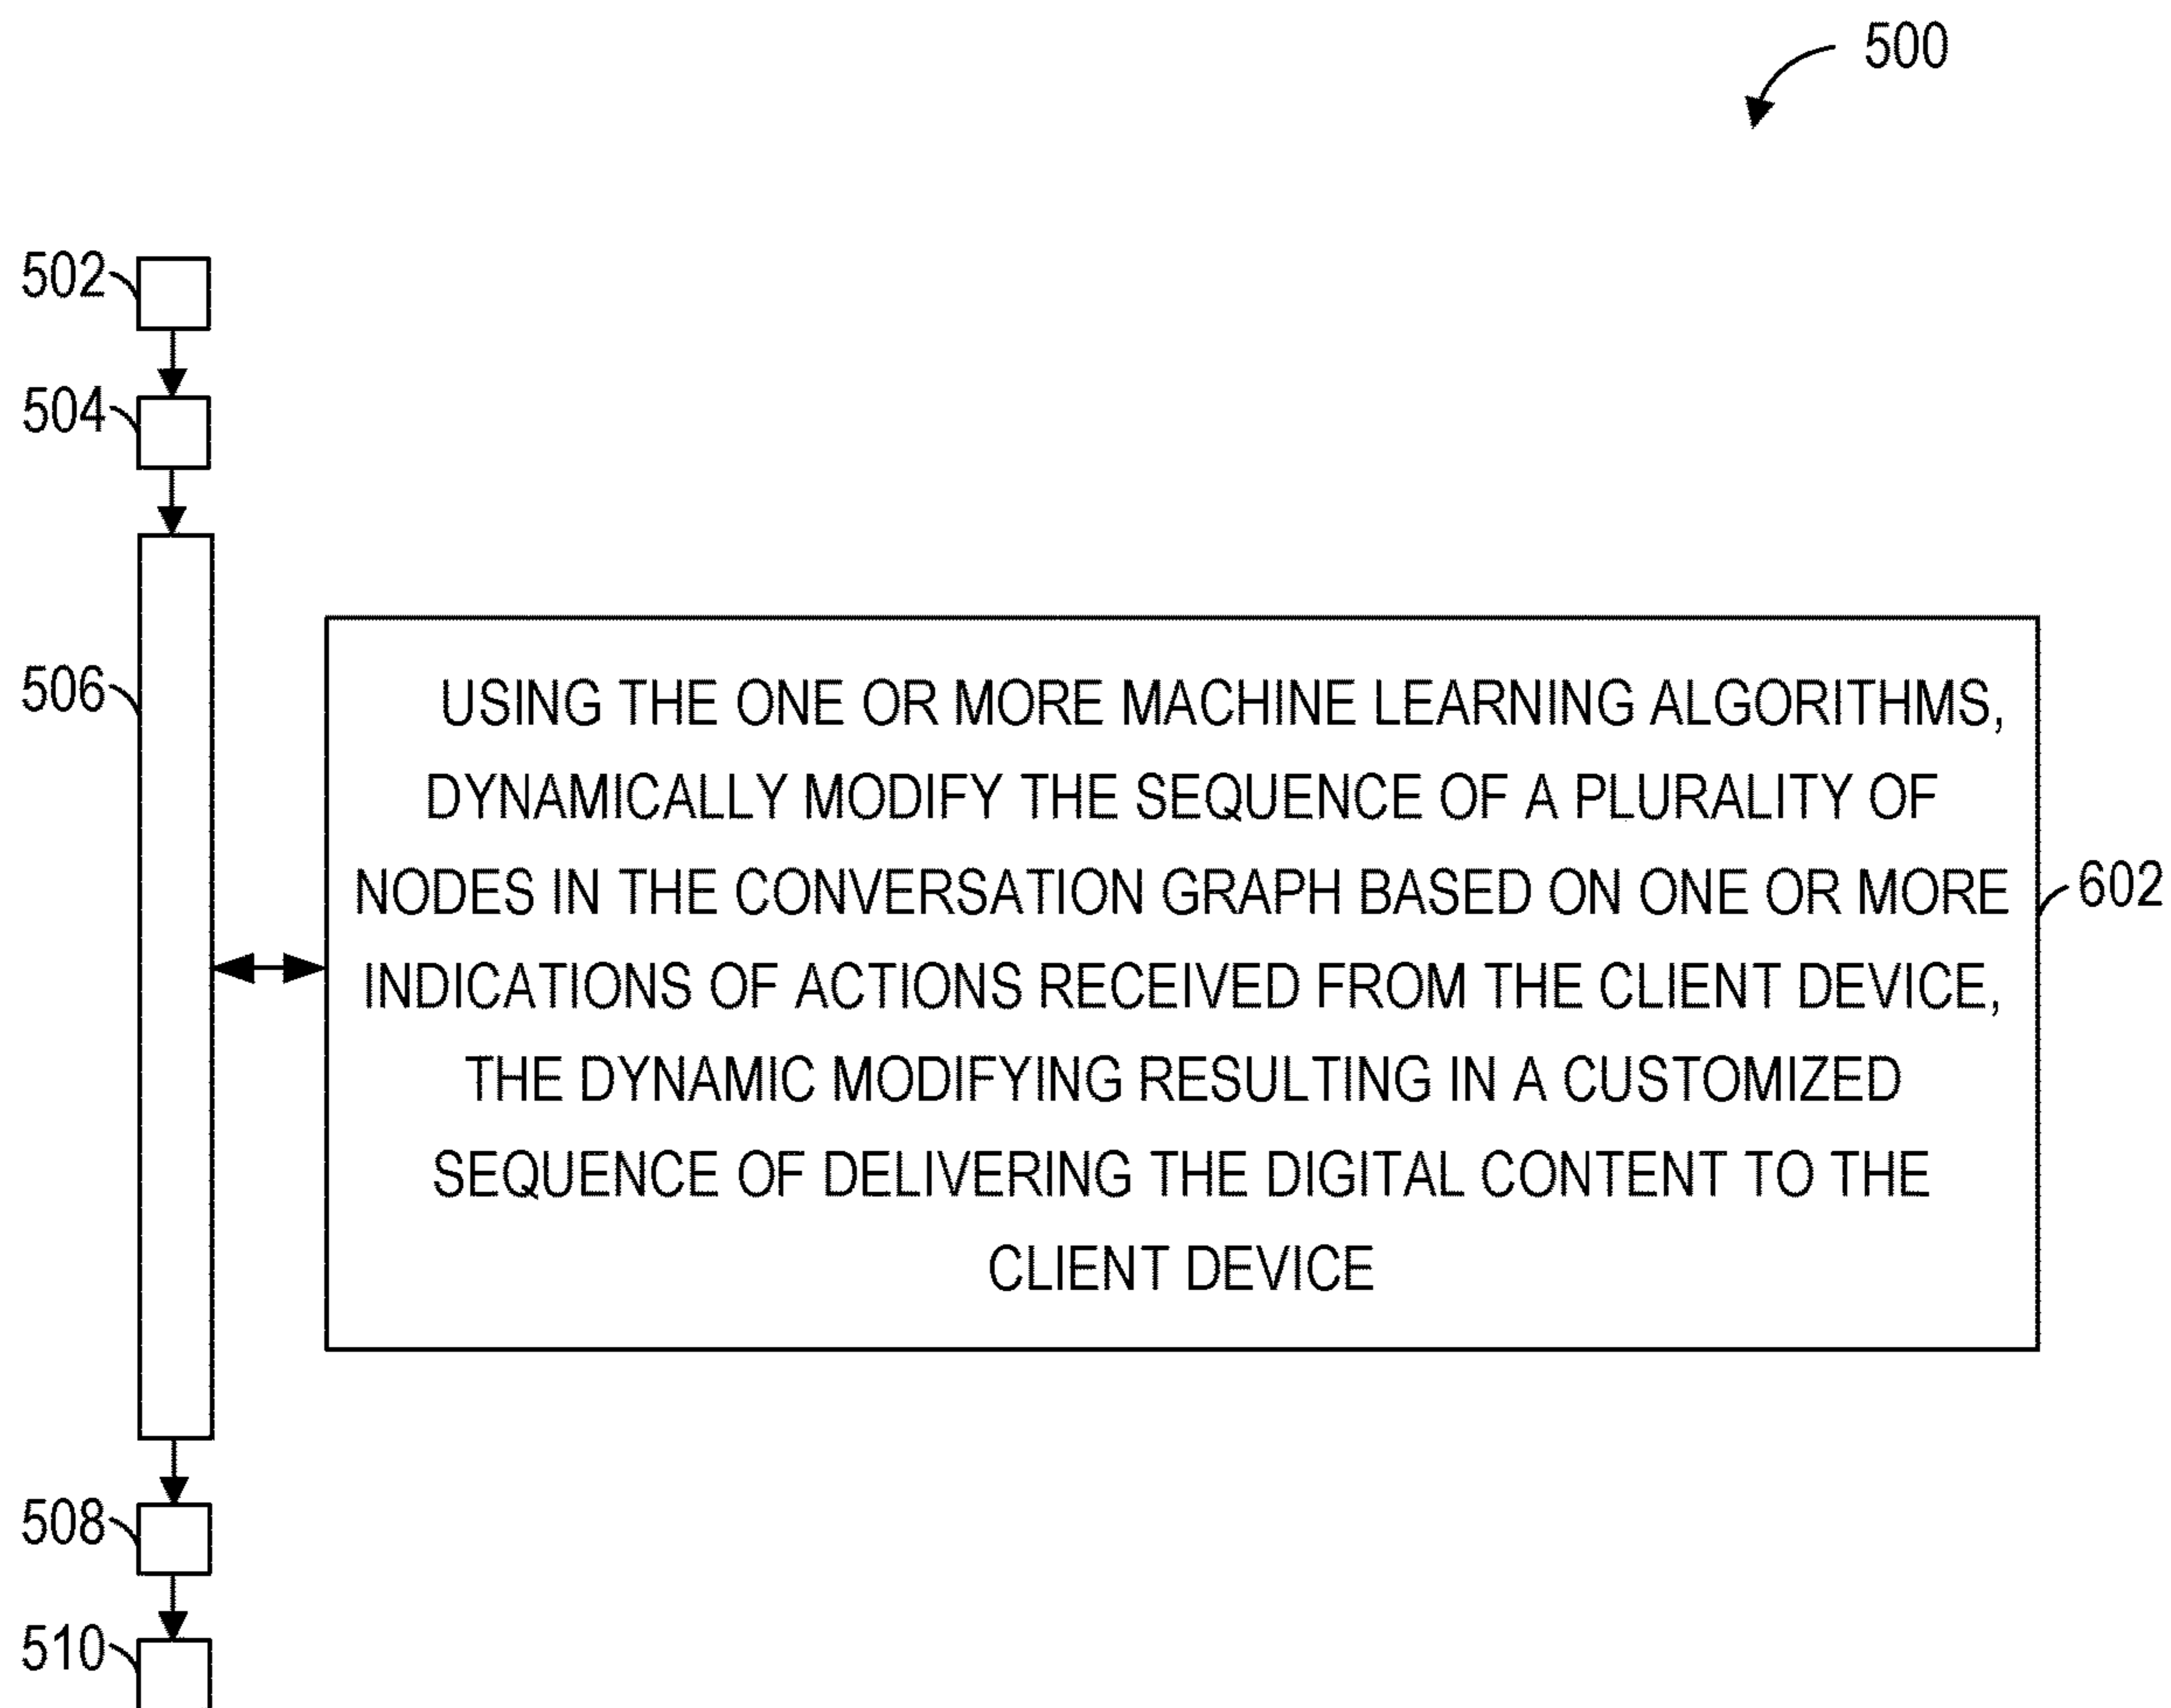 500
502
504
506
USING THE ONE OR MORE MACHINE LEARNING ALGORITHMS,
DYNAMICALLY MODIFY THE SEQUENCE OF A PLURALITY OF
NODES IN THE CONVERSATION GRAPH BASED ON ONE OR MORE
INDICATIONS OF ACTIONS RECEIVED FROM THE CLIENT DEVICE,
THE DYNAMIC MODIFYING RESULTING IN A CUSTOMIZED
SEQUENCE OF DELIVERING THE DIGITAL CONTENT TO THE
CLIENT DEVICE
602
508
510